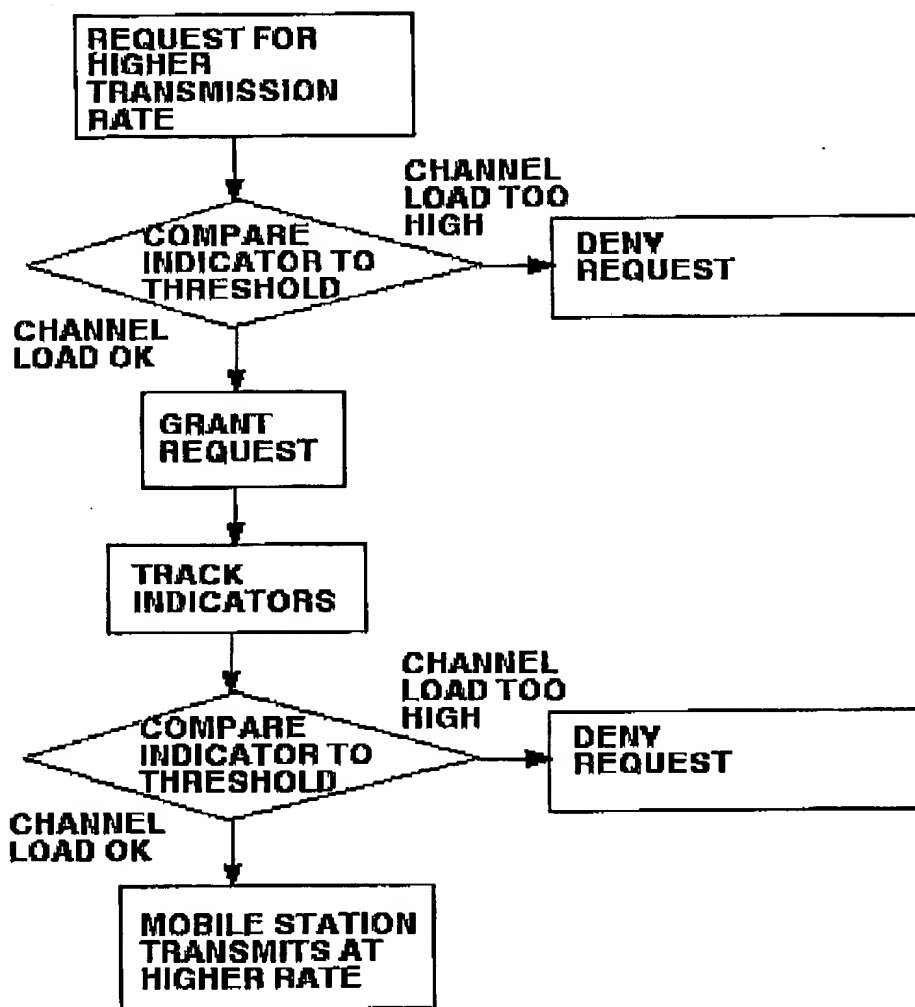 REQUEST FOR
HIGHER
TRANSMISSION
RATE
CHANNEL
LOAD TOO
HIGH
COMPARE
INDICATOR TO
THRESHOLD
DENY
REQUEST
CHANNEL
LOAD OK
GRANT
REQUEST
TRACK
INDICATORS
CHANNEL
LOAD TOO
HIGH
COMPARE
INDICATOR TO
THRESHOLD
DENY
REQUEST
CHANNEL
LOAD OK
MOBILE STATION
TRANSMITS AT
HIGHER RATE